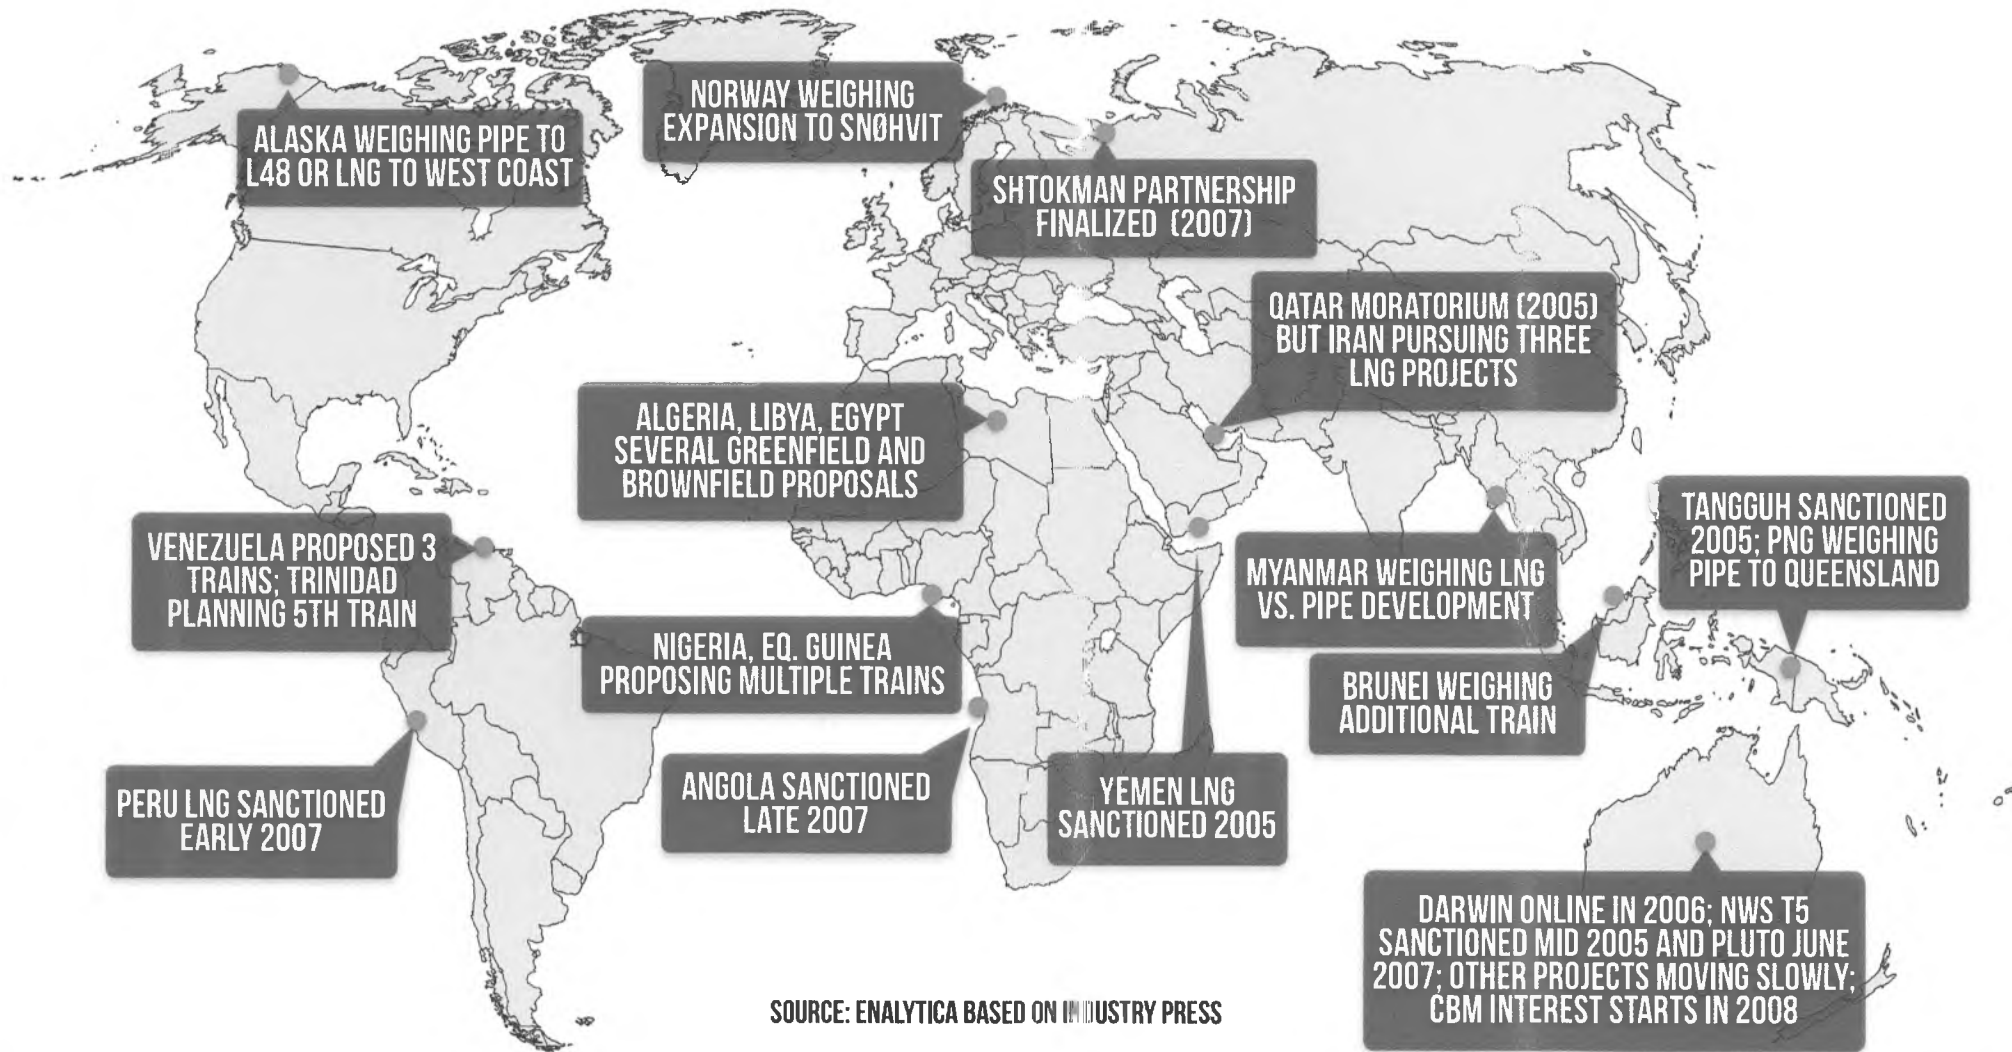 ALASKA WEIGHING PIPE TO
L48 OR LNG TO WEST COAST
NORWAY WEIGHING
EXPANSION TO SNØHVIT
SHTOKMAN PARTNERSHIP
FINALIZED (2007)
QATAR MORATORIUM (2005)
BUT IRAN PURSUING THREE
LNG PROJECTS
ALGERIA, LIBYA, EGYPT
SEVERAL GREENFIELD AND
BROWNFIELD PROPOSALS
TANGGUH SANCTIONED
2005; PNG WEIGHING
PIPE TO QUEENSLAND
VENEZUELA PROPOSED 3
TRAINS; TRINIDAD
PLANNING 5TH TRAIN
MYANMAR WEIGHING LNG
VS. PIPE DEVELOPMENT
NIGERIA, EQ. GUINEA
PROPOSING MULTIPLE TRAINS
BRUNEI WEIGHING
ADDITIONAL TRAIN
PERU LNG SANCTIONED
EARLY 2007
ANGOLA SANCTIONED
LATE 2007
YEMEN LNG
SANCTIONED 2005
DARWIN ONLINE IN 2006; NWS T5
SANCTIONED MID 2005 AND PLUTO JUNE
2007; OTHER PROJECTS MOVING SLOWLY;
CBM INTEREST STARTS IN 2008
SOURCE: ENALYTICA BASED ON INDUSTRY PRESS